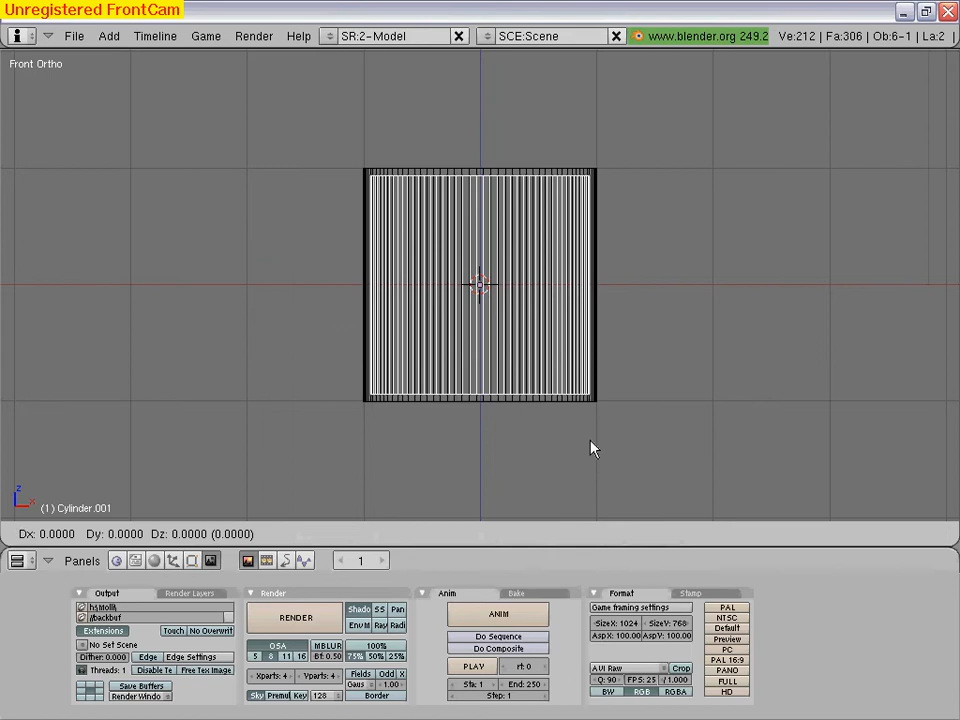 Unregistered FrontCam
File Add Timeline Game Render Help SR:2-Model SCE:Scene www.blender.org 249.2 Ve:212 | Fa:306 | Ob:6-1 | La:2 |
Front Ortho
z
x
(1) Cylinder.001
Dx: 0.0000 Dy: 0.0000 Dz: 0.0000 (0.0000)
Panels 1
Output Render Layers Render Anim Bake Format Stamp
//backbuf
Extensions Touch No Overwrit
No Set Scene
Dither: 0.000 Edge Edge Settings
Threads: 1 Disable Te Free Tex Image
Save Buffers
Render Windo
RENDER Shado SS Pan
EnvM Ray Radi
OSA MBLUR 100%
5 8 11 16 Bf: 0.50 75% 50% 25%
Xparts: 4 Yparts: 4 Fields Odd X
Gaus 1.00
Sky Premul Key 128 Border
ANIM
Do Sequence
Do Composite
PLAY rt: 0
Sta: 1 End: 250
Step: 1
Game framing settings
SizeX: 1024 SizeY: 768
AspX: 100.00 AspY: 100.00
AVI Raw Crop
Q: 90 FPS: 25 /1.000
BW RGB RGBA
PAL
NTSC
Default
Preview
PC
PAL 16:9
PANO
FULL
HD